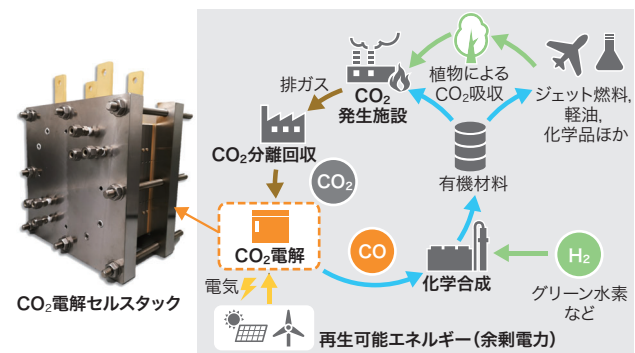 排ガス
CO₂
発生施設
植物による
CO₂吸収
ジェット燃料,
軽油,
化学品ほか
CO₂分離回収
CO₂
有機材料
CO₂電解
CO
化学合成
H₂
グリーン水素
など
電気
再生可能エネルギー(余剰電力)
CO₂電解セルスタック